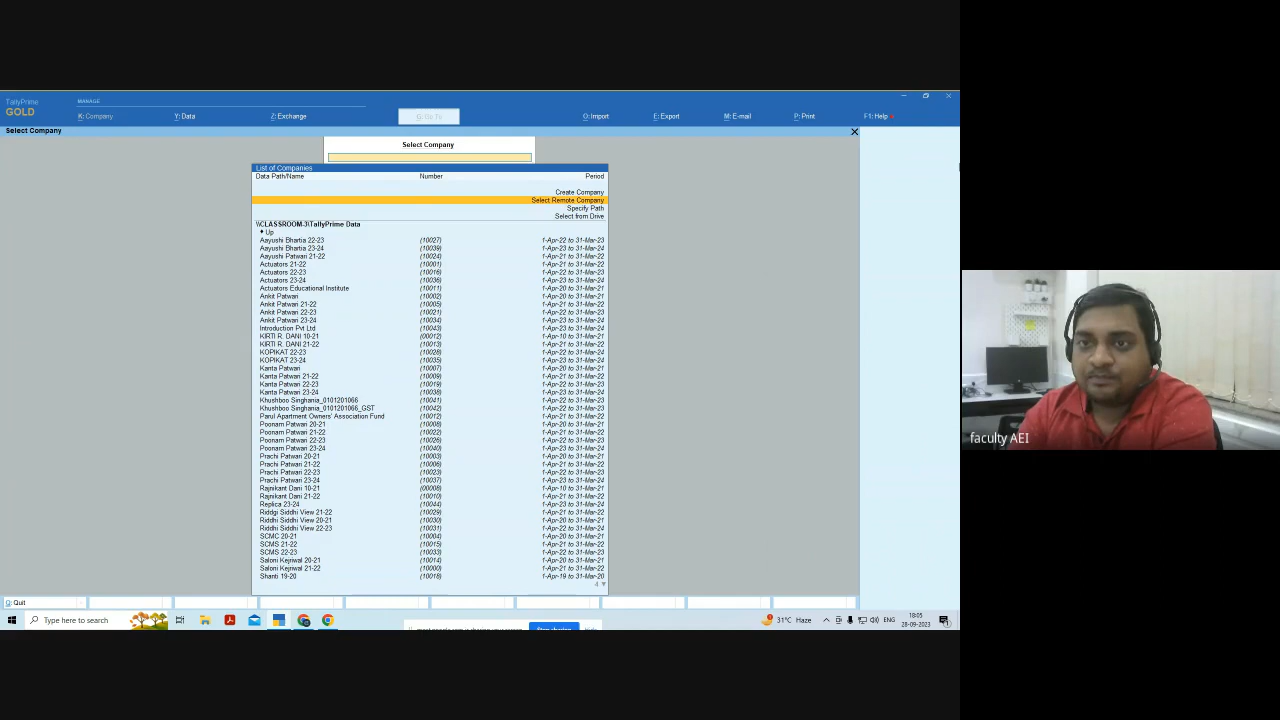 TallyPrime
GOLD
MANAGE
K: Company
Y: Data
Z: Exchange
G: Go To
O: Import
E: Export
M: E-mail
P: Print
F1: Help
Select Company
Select Company
List of Companies
Data Path/Name Number Period
Create Company
Select Remote Company
Specify Path
Select from Drive
\\CLASSROOM-3\TallyPrime Data
♦ Up
Aayushi Bhartia 22-23 (10027) 1-Apr-22 to 31-Mar-23
Aayushi Bhartia 23-24 (10039) 1-Apr-23 to 31-Mar-24
Aayushi Patwari 21-22 (10024) 1-Apr-21 to 31-Mar-22
Actuators 21-22 (10001) 1-Apr-21 to 31-Mar-22
Actuators 22-23 (10016) 1-Apr-22 to 31-Mar-23
Actuators 23-24 (10036) 1-Apr-23 to 31-Mar-24
Actuators Educational Institute (10011) 1-Apr-20 to 31-Mar-21
Ankit Patwari (10002) 1-Apr-20 to 31-Mar-21
Ankit Patwari 21-22 (10005) 1-Apr-21 to 31-Mar-22
Ankit Patwari 22-23 (10021) 1-Apr-22 to 31-Mar-23
Ankit Patwari 23-24 (10034) 1-Apr-23 to 31-Mar-24
Introduction Pvt Ltd (10043) 1-Apr-23 to 31-Mar-24
KIRTI R. DANI 10-21 (00012) 1-Apr-10 to 31-Mar-21
KIRTI R. DANI 21-22 (10013) 1-Apr-21 to 31-Mar-22
KOPIKAT 22-23 (10028) 1-Apr-22 to 31-Mar-24
KOPIKAT 23-24 (10035) 1-Apr-23 to 31-Mar-24
Kanta Patwari (10007) 1-Apr-20 to 31-Mar-21
Kanta Patwari 21-22 (10009) 1-Apr-21 to 31-Mar-22
Kanta Patwari 22-23 (10019) 1-Apr-22 to 31-Mar-23
Kanta Patwari 23-24 (10038) 1-Apr-23 to 31-Mar-24
Khushboo Singhania_0101201066 (10041) 1-Apr-22 to 31-Mar-23
Khushboo Singhania_0101201066_GST (10042) 1-Apr-22 to 31-Mar-23
Parul Apartment Owners' Association Fund (10012) 1-Apr-21 to 31-Mar-22
Poonam Patwari 20-21 (10008) 1-Apr-20 to 31-Mar-21
Poonam Patwari 21-22 (10022) 1-Apr-21 to 31-Mar-22
Poonam Patwari 22-23 (10026) 1-Apr-22 to 31-Mar-23
Poonam Patwari 23-24 (10040) 1-Apr-23 to 31-Mar-24
Prachi Patwari 20-21 (10003) 1-Apr-20 to 31-Mar-21
Prachi Patwari 21-22 (10006) 1-Apr-21 to 31-Mar-22
Prachi Patwari 22-23 (10023) 1-Apr-22 to 31-Mar-23
Prachi Patwari 23-24 (10037) 1-Apr-23 to 31-Mar-24
Rajnikant Dani 10-21 (00008) 1-Apr-10 to 31-Mar-21
Rajnikant Dani 21-22 (10010) 1-Apr-21 to 31-Mar-22
Replica 23-24 (10044) 1-Apr-23 to 31-Mar-24
Riddgi Siddhi View 21-22 (10029) 1-Apr-21 to 31-Mar-22
Riddhi Siddhi View 20-21 (10030) 1-Apr-20 to 31-Mar-21
Riddhi Siddhi View 22-23 (10031) 1-Apr-22 to 31-Mar-24
SCMC 20-21 (10004) 1-Apr-20 to 31-Mar-21
SCMS 21-22 (10015) 1-Apr-21 to 31-Mar-22
SCMS 22-23 (10033) 1-Apr-22 to 31-Mar-23
Saloni Kejriwal 20-21 (10014) 1-Apr-20 to 31-Mar-21
Saloni Kejriwal 21-22 (10000) 1-Apr-21 to 31-Mar-22
Shanti 19-20 (10018) 1-Apr-19 to 31-Mar-20
Q: Quit
Type here to search
31°C Haze
ENG
18:05
28-09-2023
faculty AEI